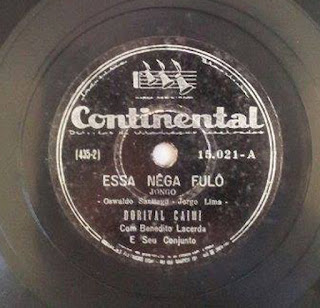 Continental
(435-2)
15.021-A
ESSA NÊGA FULÔ
JONGO
- Oswaldo Santiago - Jorge Lima -
DORIVAL CAIMI
Com Benedito Lacerda
E Seu Conjunto